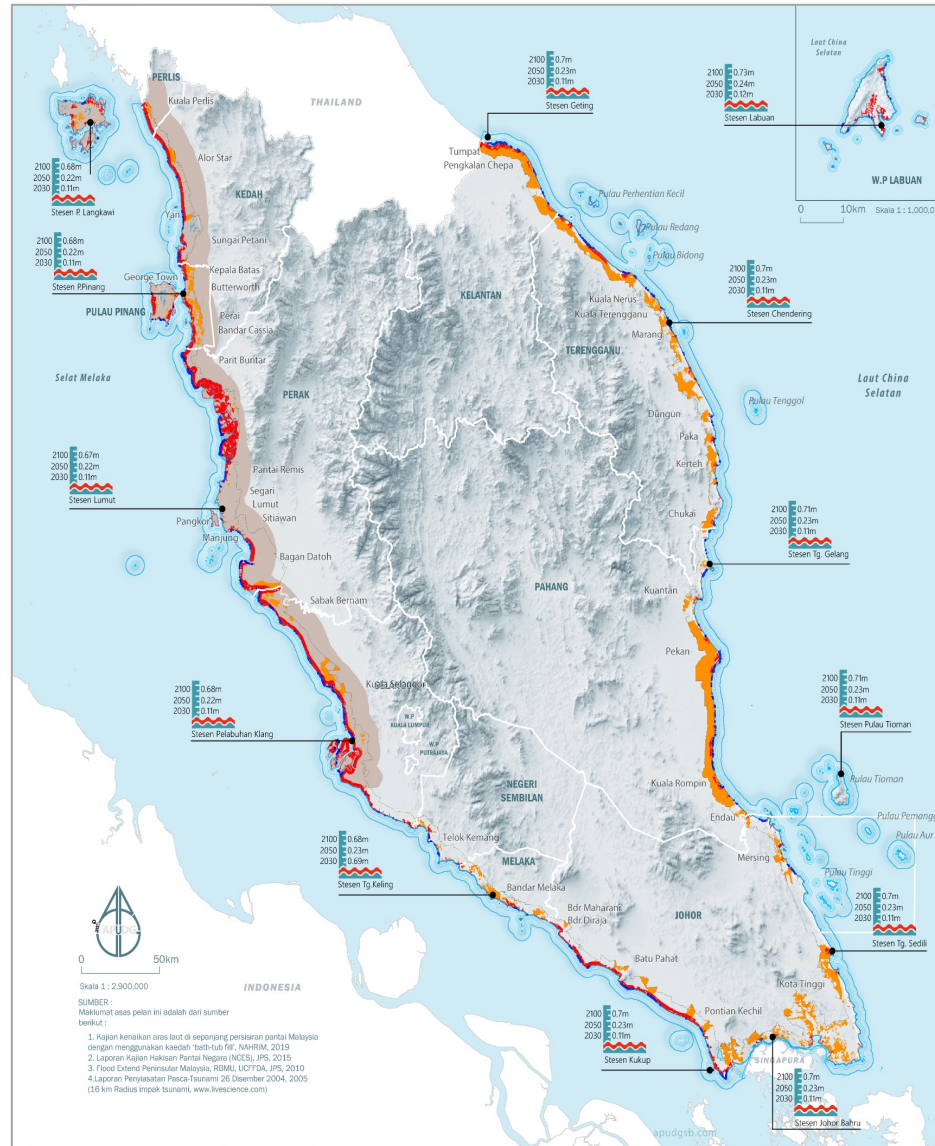 PERLIS
Kuala Perlis
THAILAND
2100 0.7m
2050 0.23m
2030 0.11m
Stesen Geting
2100 0.73m
2050 0.24m
2030 0.12m
Stesen Labuan
Laut China
Selatan
W.P LABUAN
0 10km Skala 1 : 1,000,0
Alor Star
KEDAH
2100 0.68m
2050 0.22m
2030 0.11m
Stesen P. Langkawi
Yan
Sungai Petani
Tumpat
Pengkalan Chepa
Pulau Perhentian Kecil
Pulau Redang
Pulau Bidong
2100 0.68m
2050 0.22m
2030 0.11m
Stesen P.Pinang
George Town
PULAU PINANG
Kepala Batas
Butterworth
Perai
Bandar Cassia
Parit Buntar
KELANTAN
Kuala Nerus
Kuala Terengganu
Marang
TERENGGANU
2100 0.7m
2050 0.23m
2030 0.11m
Stesen Chendering
Selat Melaka
PERAK
Laut China
Selatan
Pulau Tenggol
Dungun
Paka
Kerteh
Chukai
2100 0.67m
2050 0.22m
2030 0.11m
Stesen Lumut
Pantai Remis
Segari
Lumut
Sitiawan
Pangkor
Manjung
Bagan Datoh
Sabak Bernam
2100 0.71m
2050 0.23m
2030 0.11m
Stesen Tg. Gelang
PAHANG
Kuantan
Pekan
2100 0.68m
2050 0.22m
2030 0.11m
Stesen Pelabuhan Klang
Kuala Selangor
W.P
KUALA LUMPUR
W.P
PUTRAJAYA
2100 0.71m
2050 0.23m
2030 0.11m
Stesen Pulau Tioman
Pulau Tioman
NEGERI
SEMBILAN
Kuala Rompin
Endau
Mersing
Pulau Pemangg
Pulau Aur
Pulau Tinggi
2100 0.68m
2050 0.23m
2030 0.69m
Stesen Tg.Keling
Telok Kemang
MELAKA
Bandar Melaka
Bdr Maharani
Bdr Diraja
JOHOR
2100 0.7m
2050 0.23m
2030 0.11m
Stesen Tg. Sedili
Batu Pahat
Kota Tinggi
Pontian Kechil
Stesen Kukup
2100 0.7m
2050 0.23m
2030 0.11m
SINGAPURA
2100 0.7m
2050 0.23m
2030 0.11m
Stesen Johor Bahru
INDONESIA
APUDG
0 50km
Skala 1 : 2,900,000
SUMBER :
Maklumat asas pelan ini adalah dari sumber
berikut :
1. Kajian kenaikan aras laut di sepanjang persisiran pantai Malaysia
dengan menggunakan kaedah 'bath-tub fill', NAHRIM, 2019
2. Laporan Kajian Hakisan Pantai Negara (NCES), JPS, 2015
3. Flood Extend Peninsular Malaysia, RBMU, UCFFDA, JPS, 2010
4.Laporan Penyiasatan Pasca-Tsunami 26 Disember 2004, 2005
(16 km Radius impak tsunami, www.livescience.com)
apudgsb.com